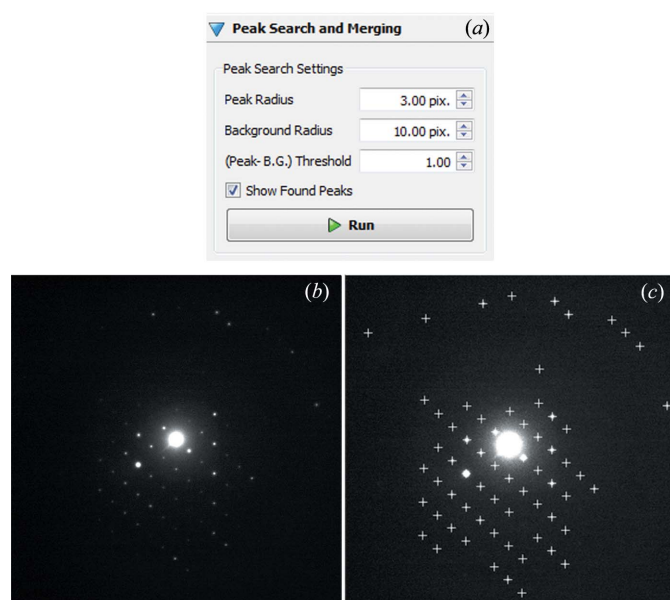 Peak Search and Merging (a)
Peak Search Settings
Peak Radius 3.00 pix.
Background Radius 10.00 pix.
(Peak- B.G.) Threshold 1.00
Show Found Peaks
Run
(b) (c)